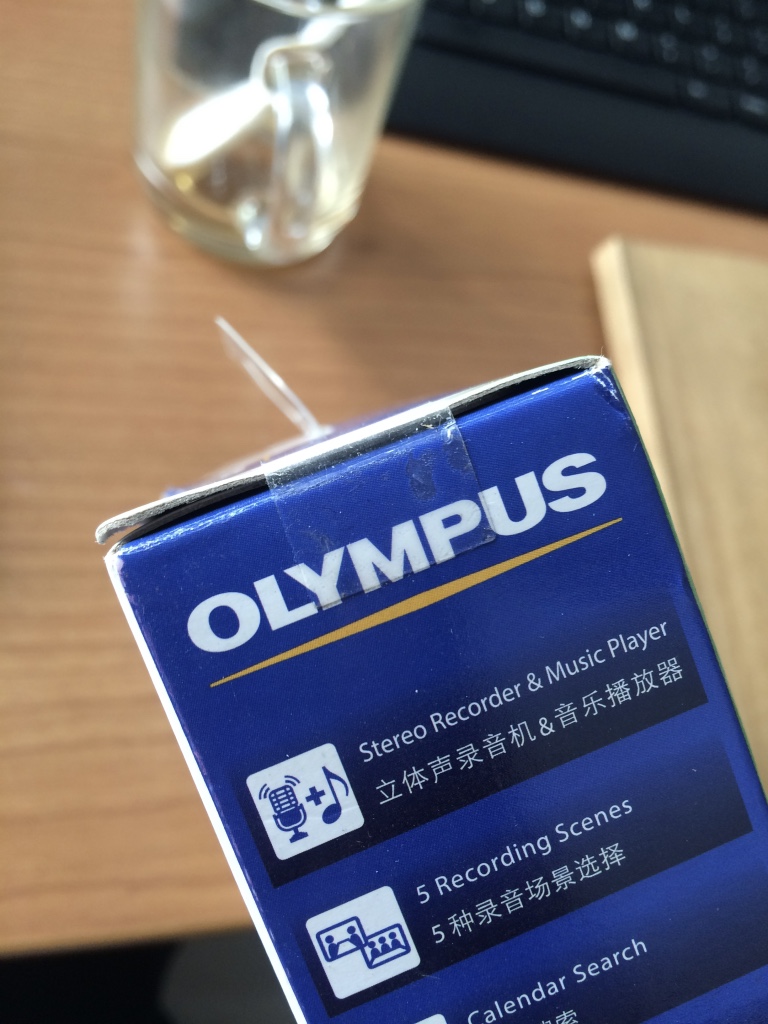 OLYMPUS
Stereo Recorder & Music Player
立体声录音机&音乐播放器
5 Recording Scenes
5种录音场景选择
Calendar Search